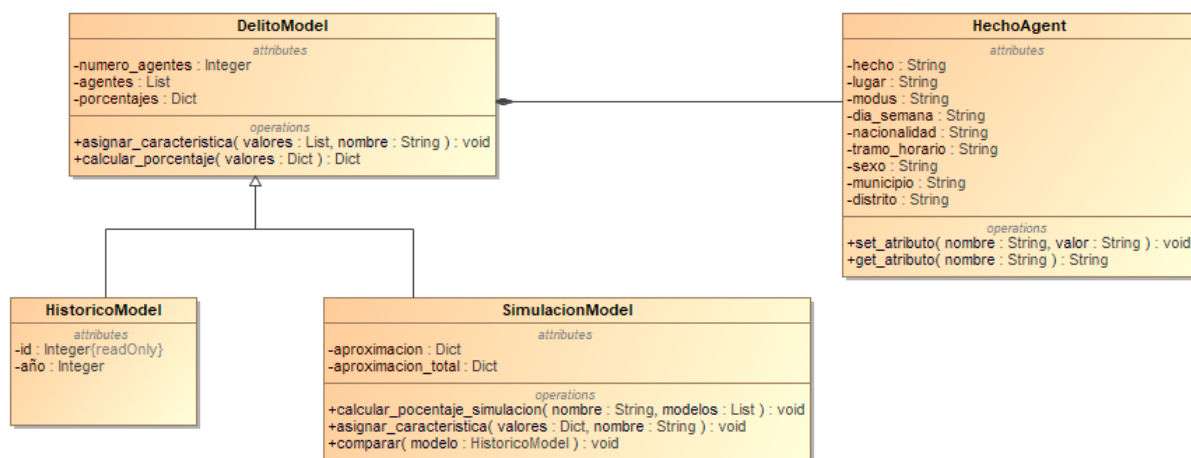 DelitoModel
attributes
-numero_agentes : Integer
-agentes : List
-porcentajes : Dict
operations
+asignar_caracteristica( valores : List, nombre : String ) : void
+calcular_porcentaje( valores : Dict ) : Dict
HechoAgent
attributes
-hecho : String
-lugar : String
-modus : String
-dia_semana : String
-nacionalidad : String
-tramo_horario : String
-sexo : String
-municipio : String
-distrito : String
operations
+set_atributo( nombre : String, valor : String ) : void
+get_atributo( nombre : String ) : String
HistoricoModel
attributes
-id : Integer{readOnly}
-año : Integer
SimulacionModel
attributes
-aproximacion : Dict
-aproximacion_total : Dict
operations
+calcular_pocentaje_simulacion( nombre : String, modelos : List ) : void
+asignar_caracteristica( valores : Dict, nombre : String ) : void
+comparar( modelo : HistoricoModel ) : void